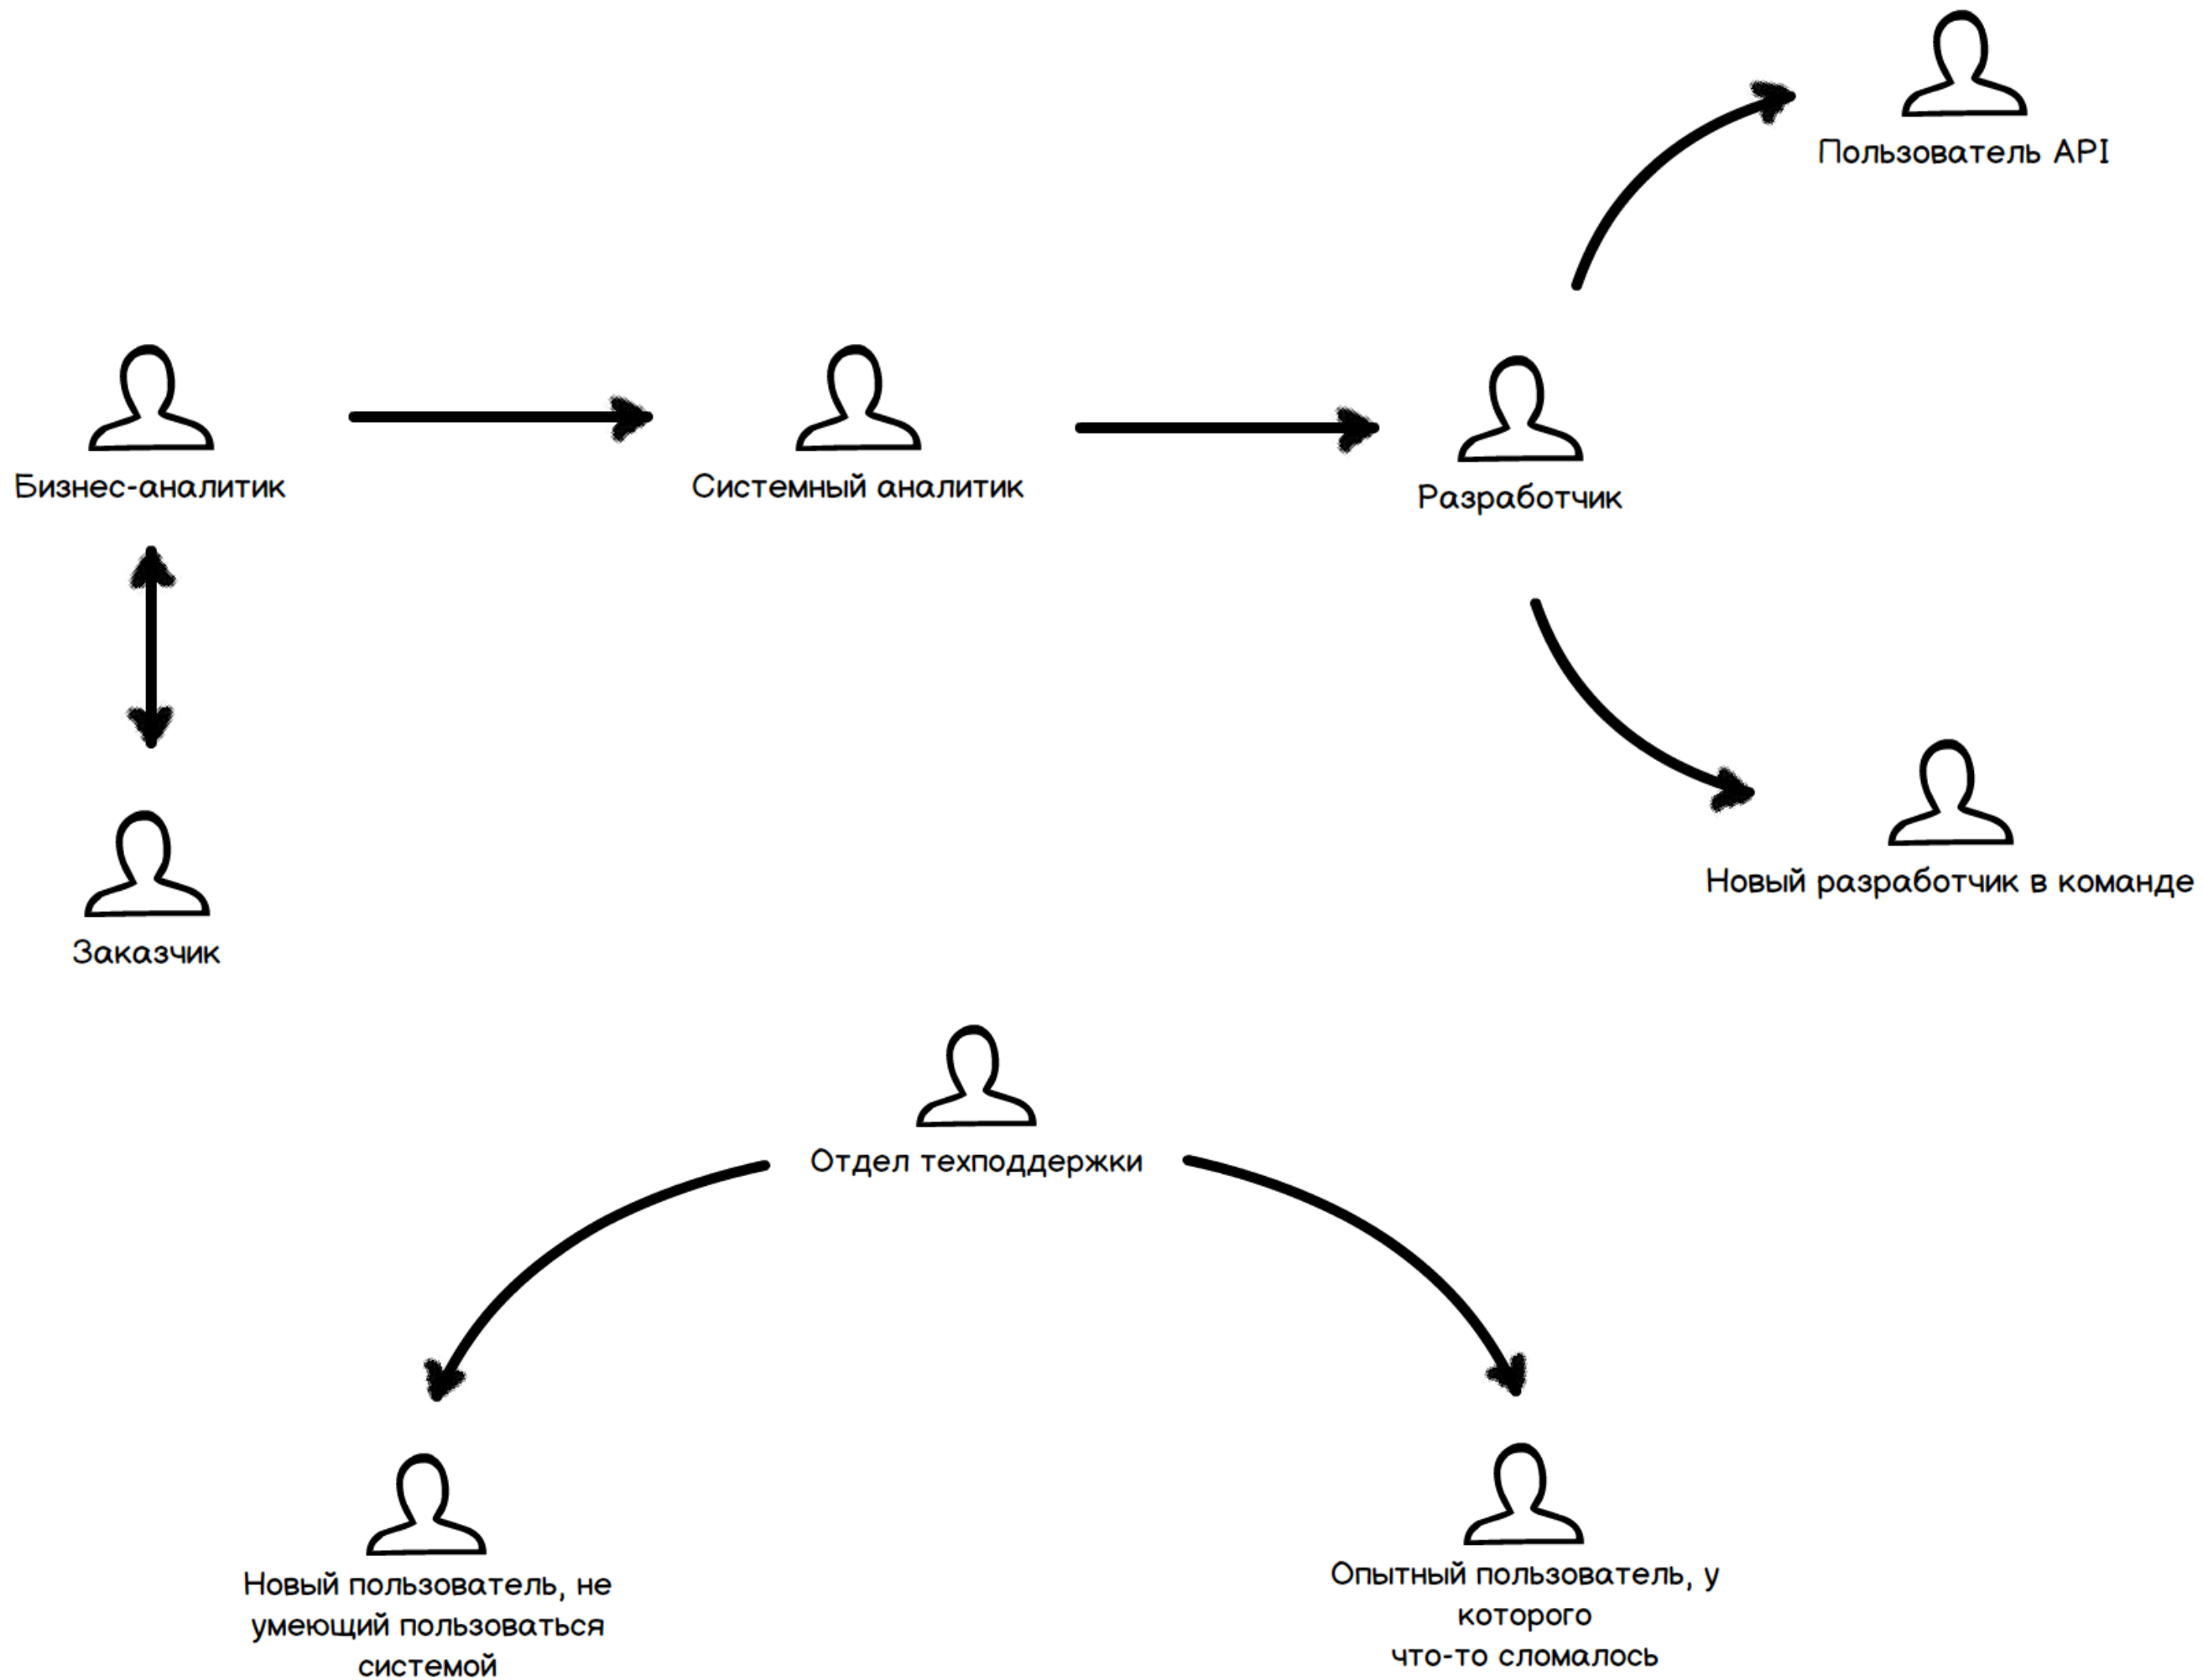 Пользователь API
Бизнес-аналитик
Системный аналитик
Разработчик
Новый разработчик в команде
Заказчик
Отдел техподдержки
Новый пользователь, не
умеющий пользоваться
системой
Опытный пользователь, у
которого
что-то сломалось